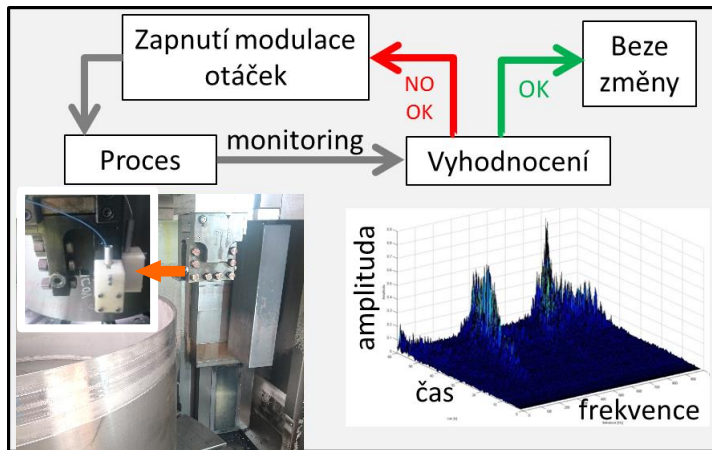 Zapnutí modulace
otáček
Beze
změny
NO
OK
OK
Proces
monitoring
Vyhodnocení
amplituda
čas
frekvence